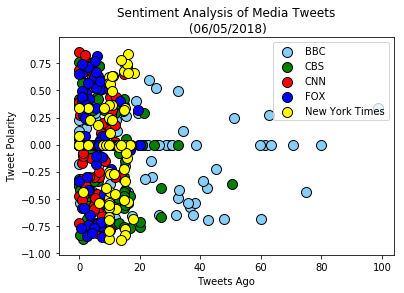 Sentiment Analysis of Media Tweets
(06/05/2018)
BBC
CBS
CNN
FOX
New York Times
Tweet Polarity
0.75
0.50
0.25
0.00
−0.25
−0.50
−0.75
−1.00
0
20
40
60
80
100
Tweets Ago